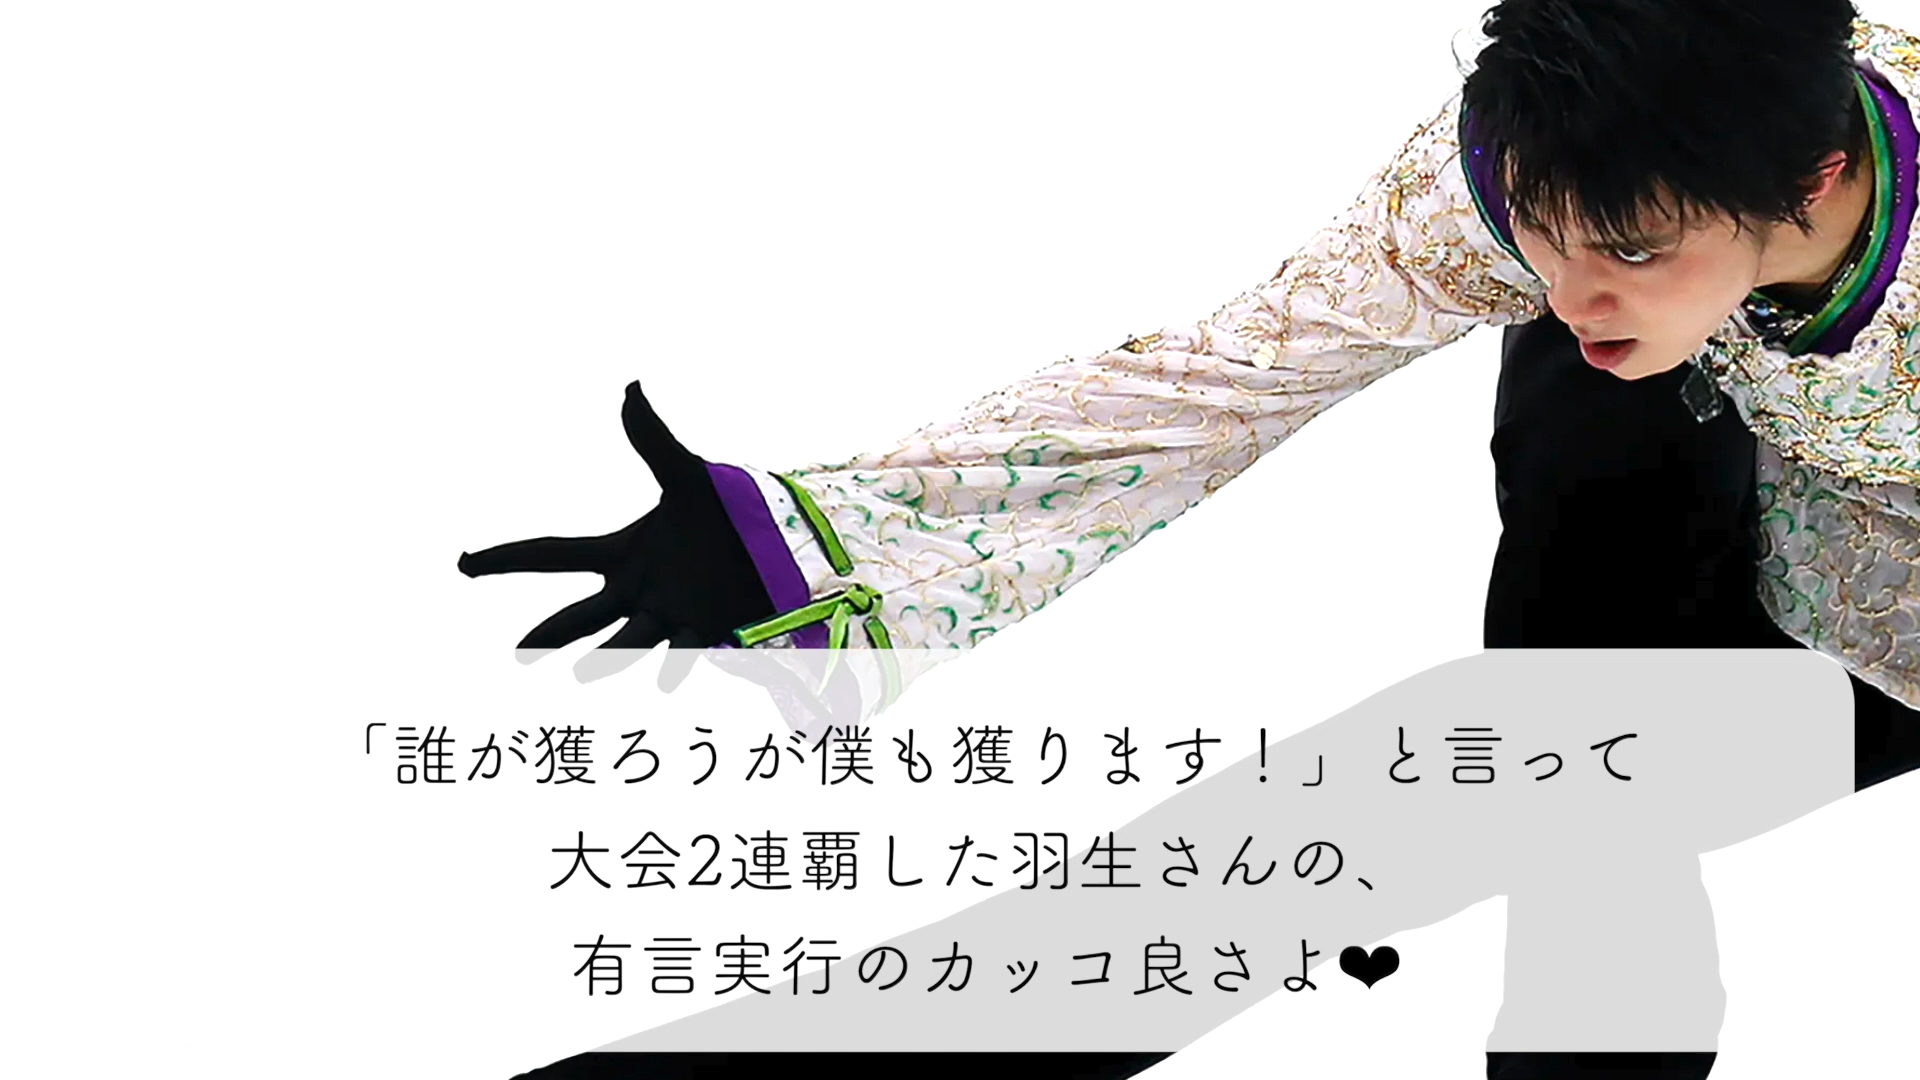 「誰が獲ろうが僕も獲ります！」と言って
大会2連覇した羽生さんの、
有言実行のカッコ良さよ❤